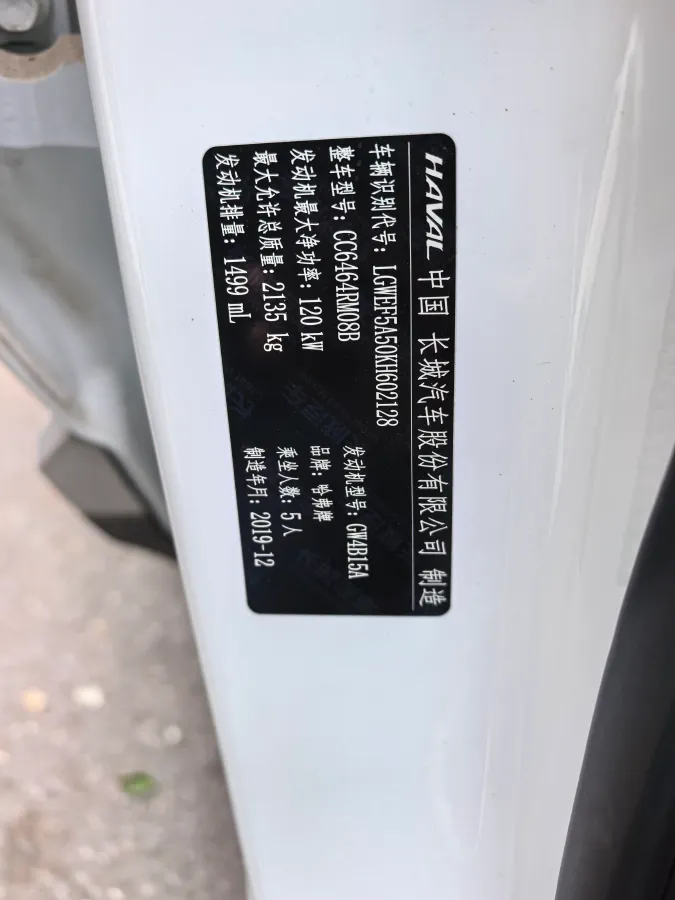 HAVAL 中国 长城汽车股份有限公司 制造
车辆识别代号: LGWEF5A50KH602128
整车型号: CC6464RM08B 发动机型号: GW4B15A
发动机最大净功率: 120 kW 品牌: 哈弗牌
最大允许总质量: 2135 kg 乘坐人数: 5人
发动机排量: 1499 mL 制造年月: 2019-12